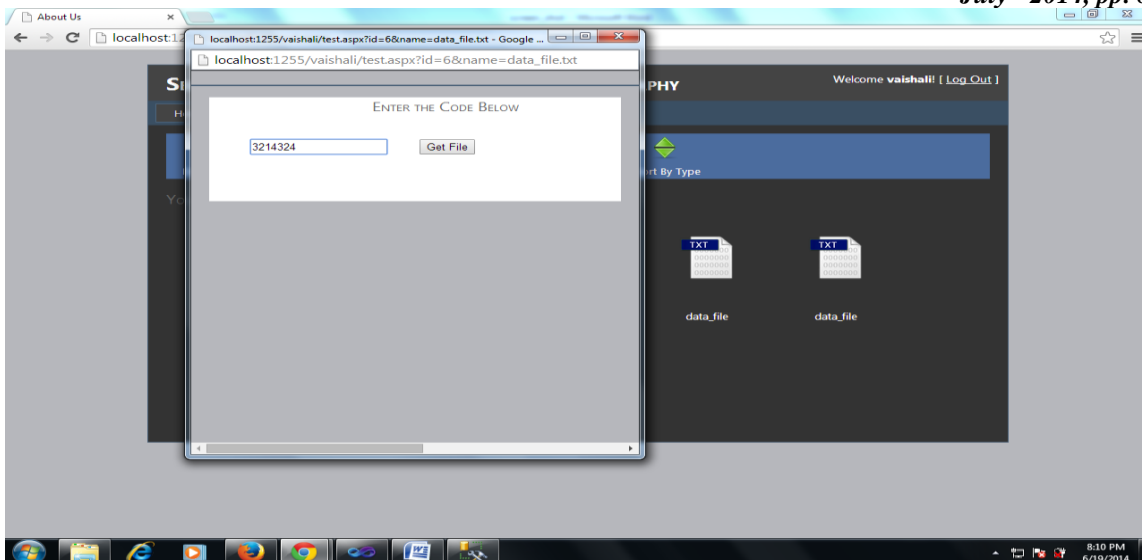 July - 2014, pp.
About Us
localhost:12
localhost:1255/vaishali/test.aspx?id=6&name=data_file.txt - Google ...
localhost:1255/vaishali/test.aspx?id=6&name=data_file.txt
PHY
Welcome vaishali! [ Log Out ]
ENTER THE CODE BELOW
3214324
Get File
ort By Type
TXT
TXT
data_file
data_file
8:10 PM
6/19/2014